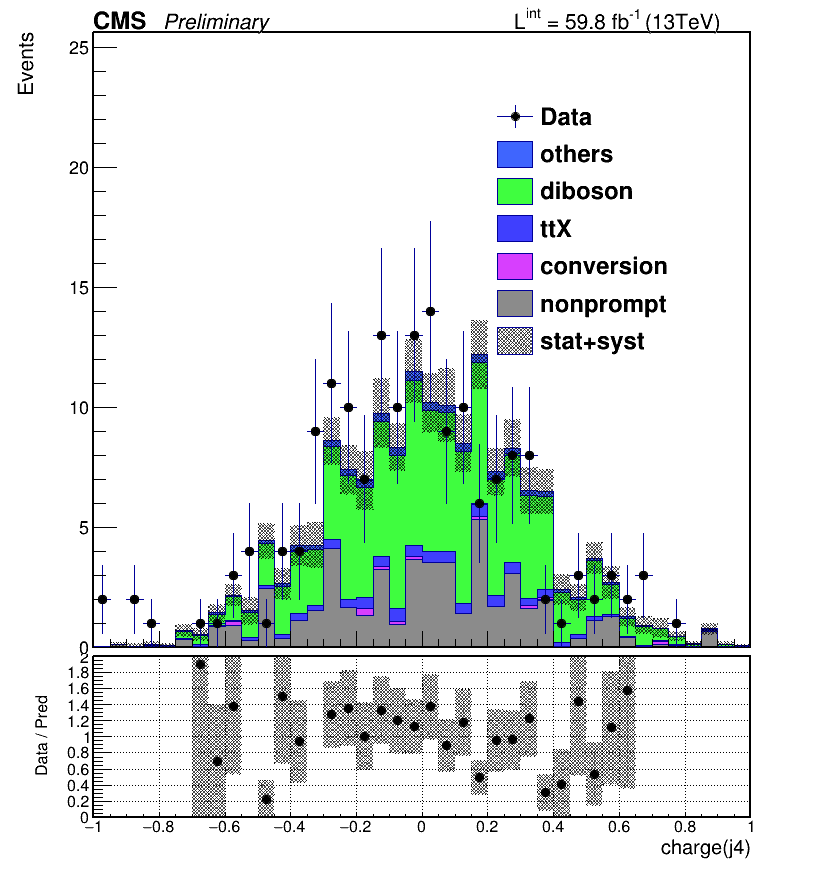 CMS Preliminary L^int = 59.8 fb^-1 (13TeV)
Events
25
20
15
10
5
0
Data
others
diboson
ttX
conversion
nonprompt
stat+syst
Data / Pred
2
1.8
1.6
1.4
1.2
1
0.8
0.6
0.4
0.2
0
−1 −0.8 −0.6 −0.4 −0.2 0 0.2 0.4 0.6 0.8 1
charge(j4)